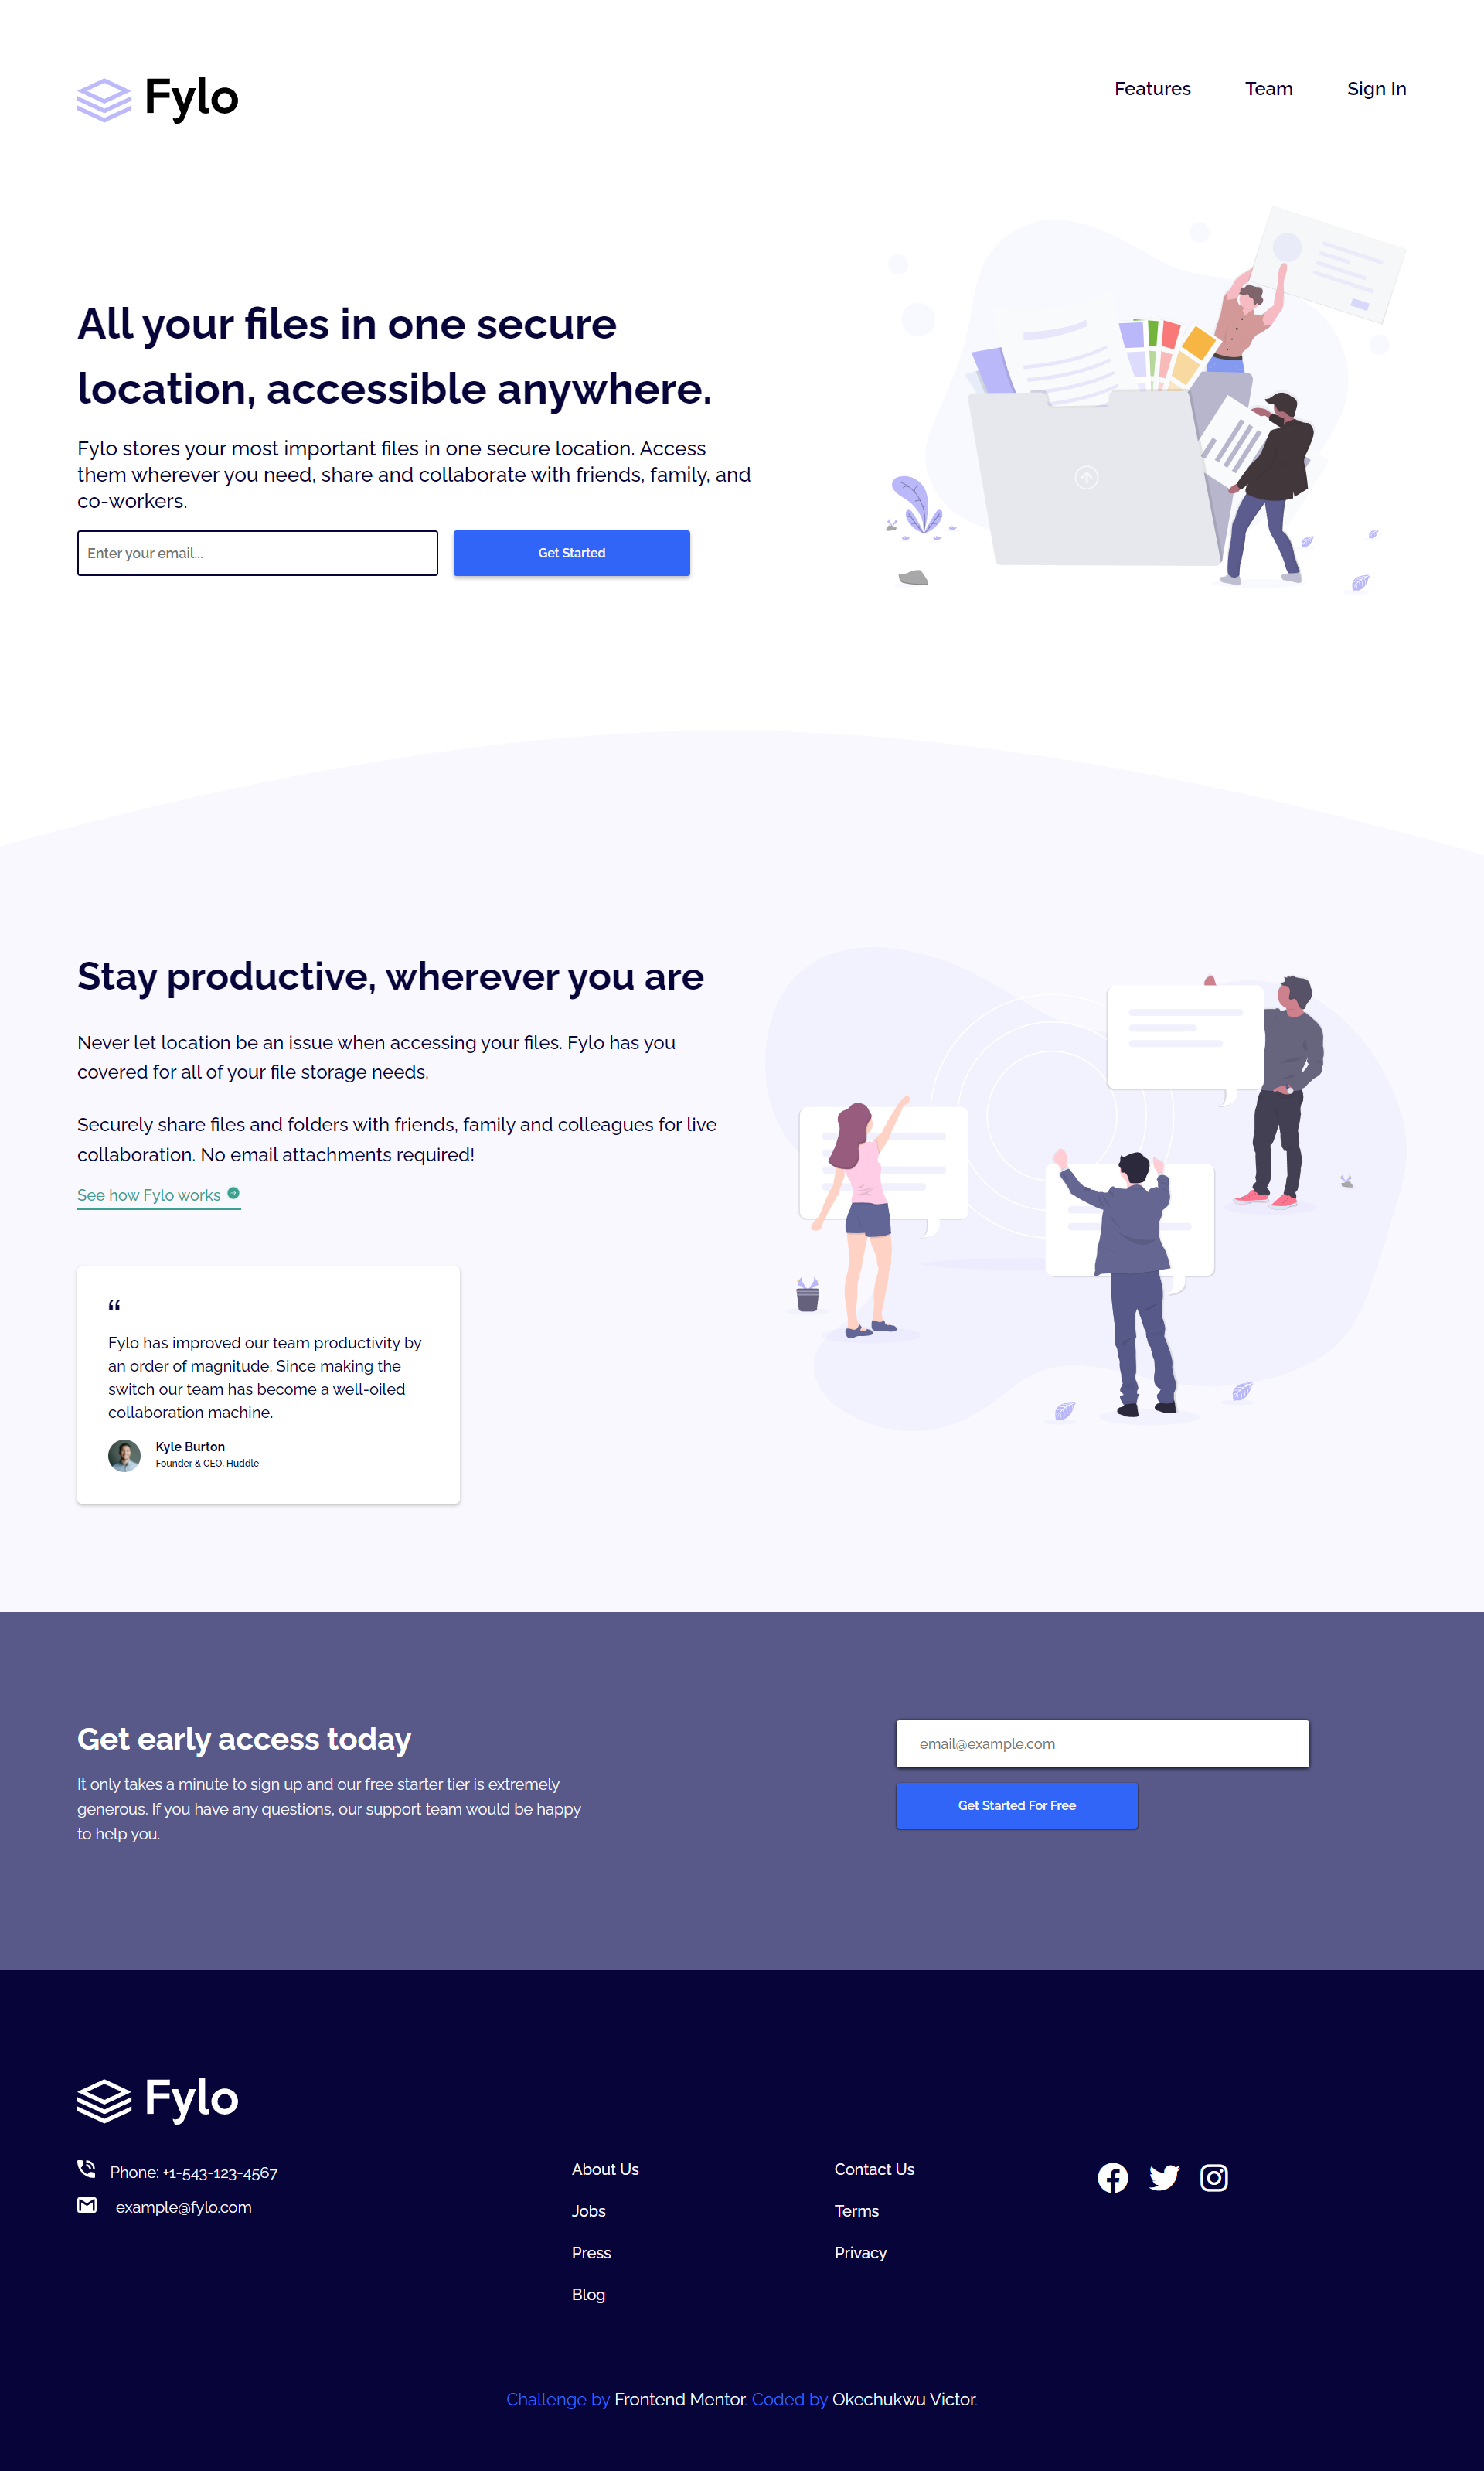 Fylo
Features
Team
Sign In
All your files in one secure
location, accessible anywhere.
Fylo stores your most important files in one secure location. Access
them wherever you need, share and collaborate with friends, family, and
co-workers.
Enter your email...
Get Started
Stay productive, wherever you are
Never let location be an issue when accessing your files. Fylo has you
covered for all of your file storage needs.
Securely share files and folders with friends, family and colleagues for live
collaboration. No email attachments required!
See how Fylo works
“
Fylo has improved our team productivity by
an order of magnitude. Since making the
switch our team has become a well-oiled
collaboration machine.
Kyle Burton
Founder & CEO, Huddle
Get early access today
It only takes a minute to sign up and our free starter tier is extremely
generous. If you have any questions, our support team would be happy
to help you.
email@example.com
Get Started For Free
Fylo
Phone: +1-543-123-4567
example@fylo.com
About Us
Jobs
Press
Blog
Contact Us
Terms
Privacy
Challenge by Frontend Mentor. Coded by Okechukwu Victor.